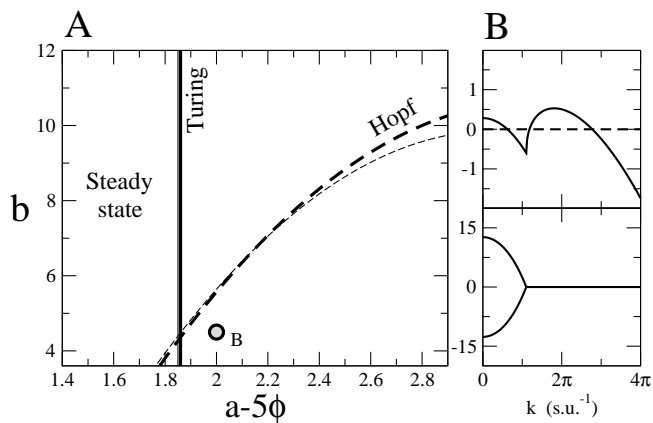 A
B
12
10
8
6
4
b
Steady
state
Turing
Hopf
B
1.4 1.6 1.8 2 2.2 2.4 2.6 2.8
a-5ϕ
1
0
-1
15
0
-15
0 2π 4π
k (s.u.⁻¹)